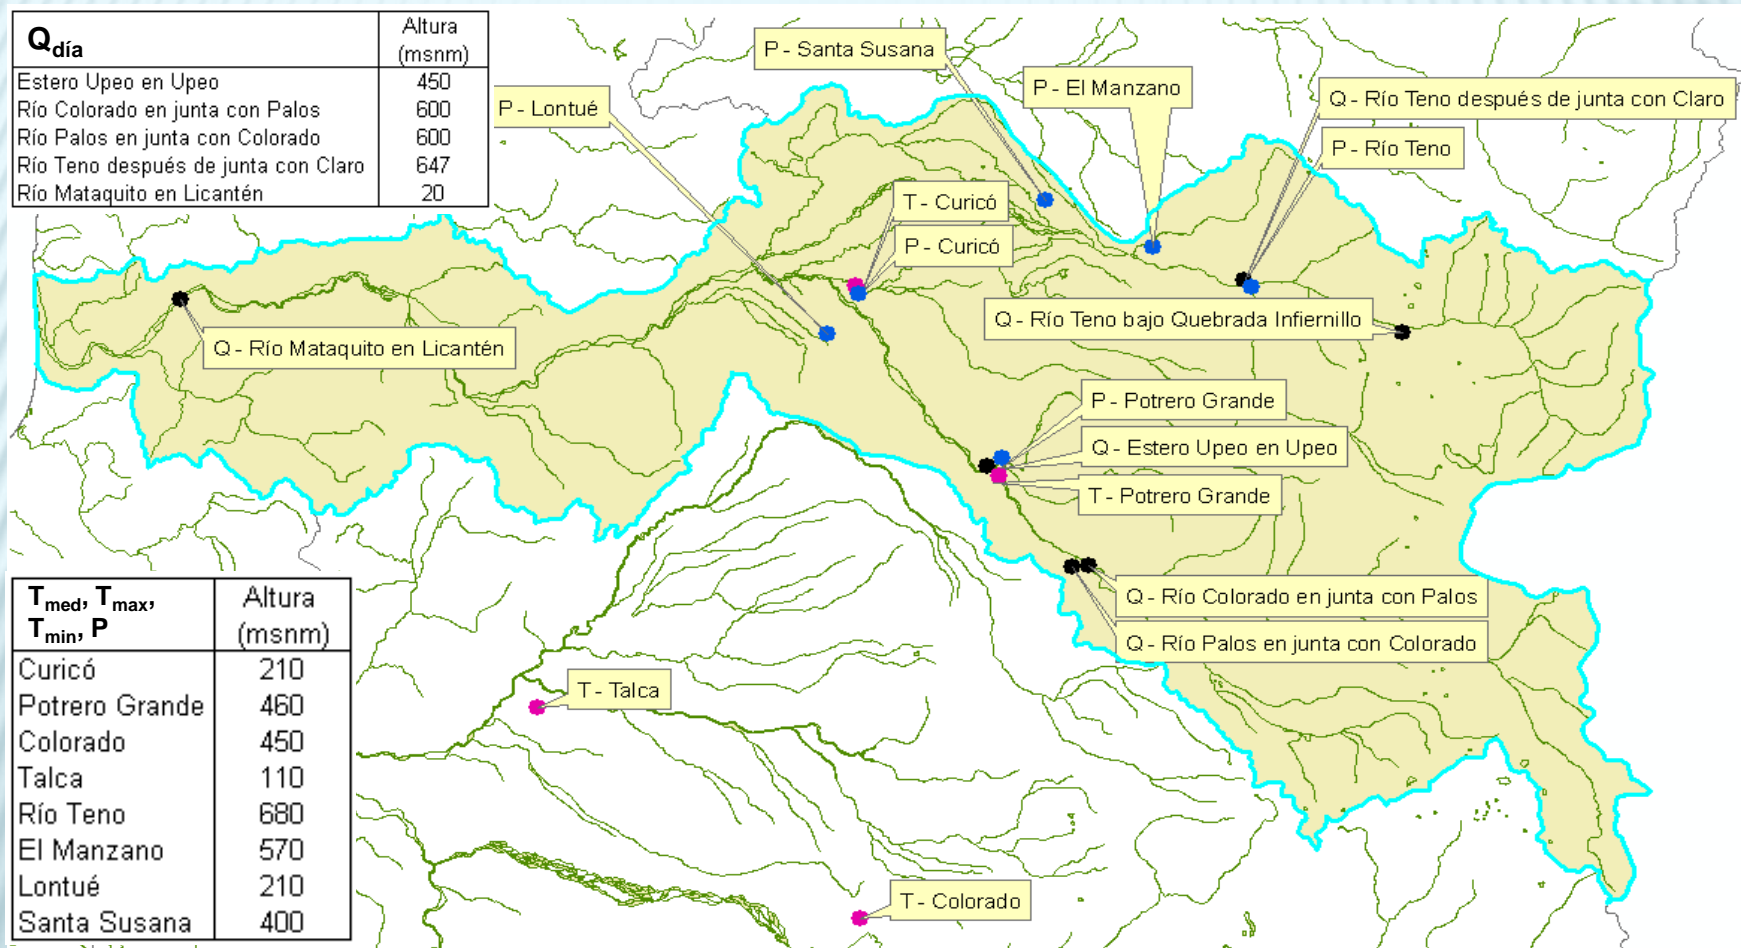 Qdía Altura (msnm)
Estero Upeo en Upeo 450
Río Colorado en junta con Palos 600
Río Palos en junta con Colorado 600
Río Teno después de junta con Claro 647
Río Mataquito en Licantén 20
P - Santa Susana
P - El Manzano
P - Lontué
Q - Río Teno después de junta con Claro
P - Río Teno
T - Curicó
P - Curicó
Q - Río Teno bajo Quebrada Infiernillo
Q - Río Mataquito en Licantén
P - Potrero Grande
Q - Estero Upeo en Upeo
T - Potrero Grande
Q - Río Colorado en junta con Palos
Q - Río Palos en junta con Colorado
T - Talca
T - Colorado
Tmed, Tmax, Altura
Tmin, P (msnm)
Curicó 210
Potrero Grande 460
Colorado 450
Talca 110
Río Teno 680
El Manzano 570
Lontué 210
Santa Susana 400